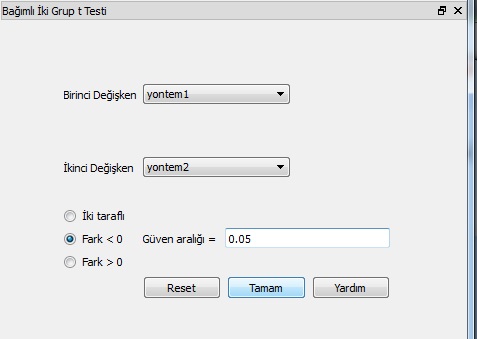 Bağımlı İki Grup t Testi
Birinci Değişken yontem1
İkinci Değişken yontem2
İki taraflı
Fark < 0 Güven aralığı = 0.05
Fark > 0
Reset Tamam Yardım